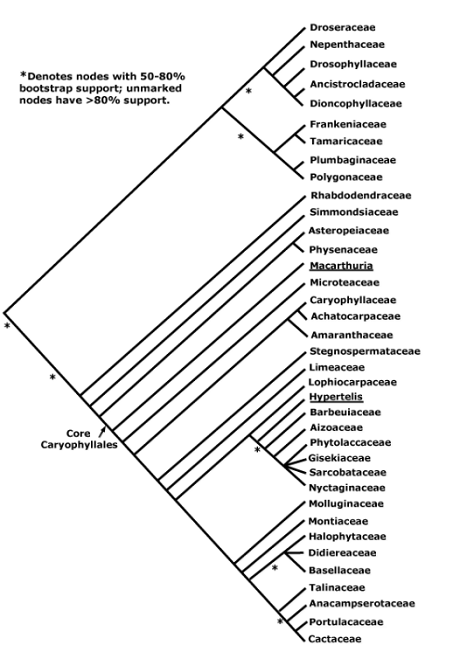 Droseraceae
Nepenthaceae
Drosophyllaceae
*Denotes nodes with 50-80%
bootstrap support; unmarked
nodes have >80% support.
Ancistrocladaceae
Dioncophyllaceae
*
Frankeniaceae
Tamaricaceae
*
Plumbaginaceae
Polygonaceae
Rhabdodendraceae
Simmondsiaceae
Asteropeiaceae
Physenaceae
Macarthuria
Microteaceae
Caryophyllaceae
Achatocarpaceae
*
Amaranthaceae
Stegnospermataceae
Limeaceae
*
Lophiocarpaceae
Hypertelis
Barbeuiaceae
Aizoaceae
Core
Caryophyllales
Phytolaccaceae
*
Gisekiaceae
Sarcobataceae
Nyctaginaceae
Molluginaceae
Montiaceae
Halophytaceae
Didiereaceae
*
Basellaceae
Talinaceae
Anacampserotaceae
*
Portulacaceae
Cactaceae